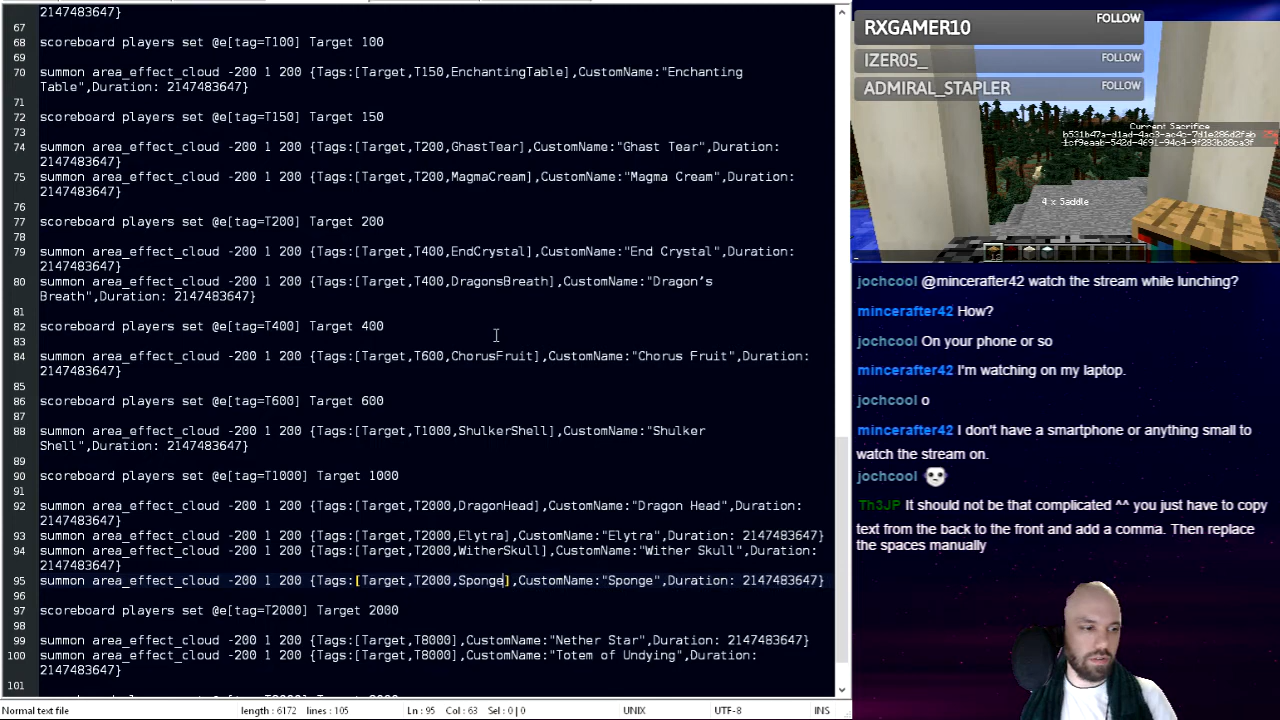 2147483647}
67
68 scoreboard players set @e[tag=T100] Target 100
69
70 summon area_effect_cloud -200 1 200 {Tags:[Target,T150,EnchantingTable],CustomName:"Enchanting
Table",Duration: 2147483647}
71
72 scoreboard players set @e[tag=T150] Target 150
73
74 summon area_effect_cloud -200 1 200 {Tags:[Target,T200,GhastTear],CustomName:"Ghast Tear",Duration:
2147483647}
75 summon area_effect_cloud -200 1 200 {Tags:[Target,T200,MagmaCream],CustomName:"Magma Cream",Duration:
2147483647}
76
77 scoreboard players set @e[tag=T200] Target 200
78
79 summon area_effect_cloud -200 1 200 {Tags:[Target,T400,EndCrystal],CustomName:"End Crystal",Duration:
2147483647}
80 summon area_effect_cloud -200 1 200 {Tags:[Target,T400,DragonsBreath],CustomName:"Dragon’s
Breath",Duration: 2147483647}
81
82 scoreboard players set @e[tag=T400] Target 400
83
84 summon area_effect_cloud -200 1 200 {Tags:[Target,T600,ChorusFruit],CustomName:"Chorus Fruit",Duration:
2147483647}
85
86 scoreboard players set @e[tag=T600] Target 600
87
88 summon area_effect_cloud -200 1 200 {Tags:[Target,T1000,ShulkerShell],CustomName:"Shulker
Shell",Duration: 2147483647}
89
90 scoreboard players set @e[tag=T1000] Target 1000
91
92 summon area_effect_cloud -200 1 200 {Tags:[Target,T2000,DragonHead],CustomName:"Dragon Head",Duration:
2147483647}
93 summon area_effect_cloud -200 1 200 {Tags:[Target,T2000,Elytra],CustomName:"Elytra",Duration: 2147483647}
94 summon area_effect_cloud -200 1 200 {Tags:[Target,T2000,WitherSkull],CustomName:"Wither Skull",Duration:
2147483647}
95 summon area_effect_cloud -200 1 200 {Tags:[Target,T2000,Sponge],CustomName:"Sponge",Duration: 2147483647}
96
97 scoreboard players set @e[tag=T2000] Target 2000
98
99 summon area_effect_cloud -200 1 200 {Tags:[Target,T8000],CustomName:"Nether Star",Duration: 2147483647}
100 summon area_effect_cloud -200 1 200 {Tags:[Target,T8000],CustomName:"Totem of Undying",Duration:
2147483647}
101
Normal text file length : 6172 lines : 105 Ln : 95 Col : 63 Sel : 0 | 0 UNIX UTF-8 INS
RXGAMER10 FOLLOW
IZER05_ FOLLOW
ADMIRAL_STAPLER FOLLOW
Current Sacrifice
4 x Saddle
jochcool @mincerafter42 watch the stream while lunching?
mincerafter42 How?
jochcool On your phone or so
mincerafter42 I'm watching on my laptop.
jochcool o
mincerafter42 I don't have a smartphone or anything small to
watch the stream on.
jochcool
Th3JP It should not be that complicated ^^ you just have to copy
text from the back to the front and add a comma. Then replace
the spaces manually